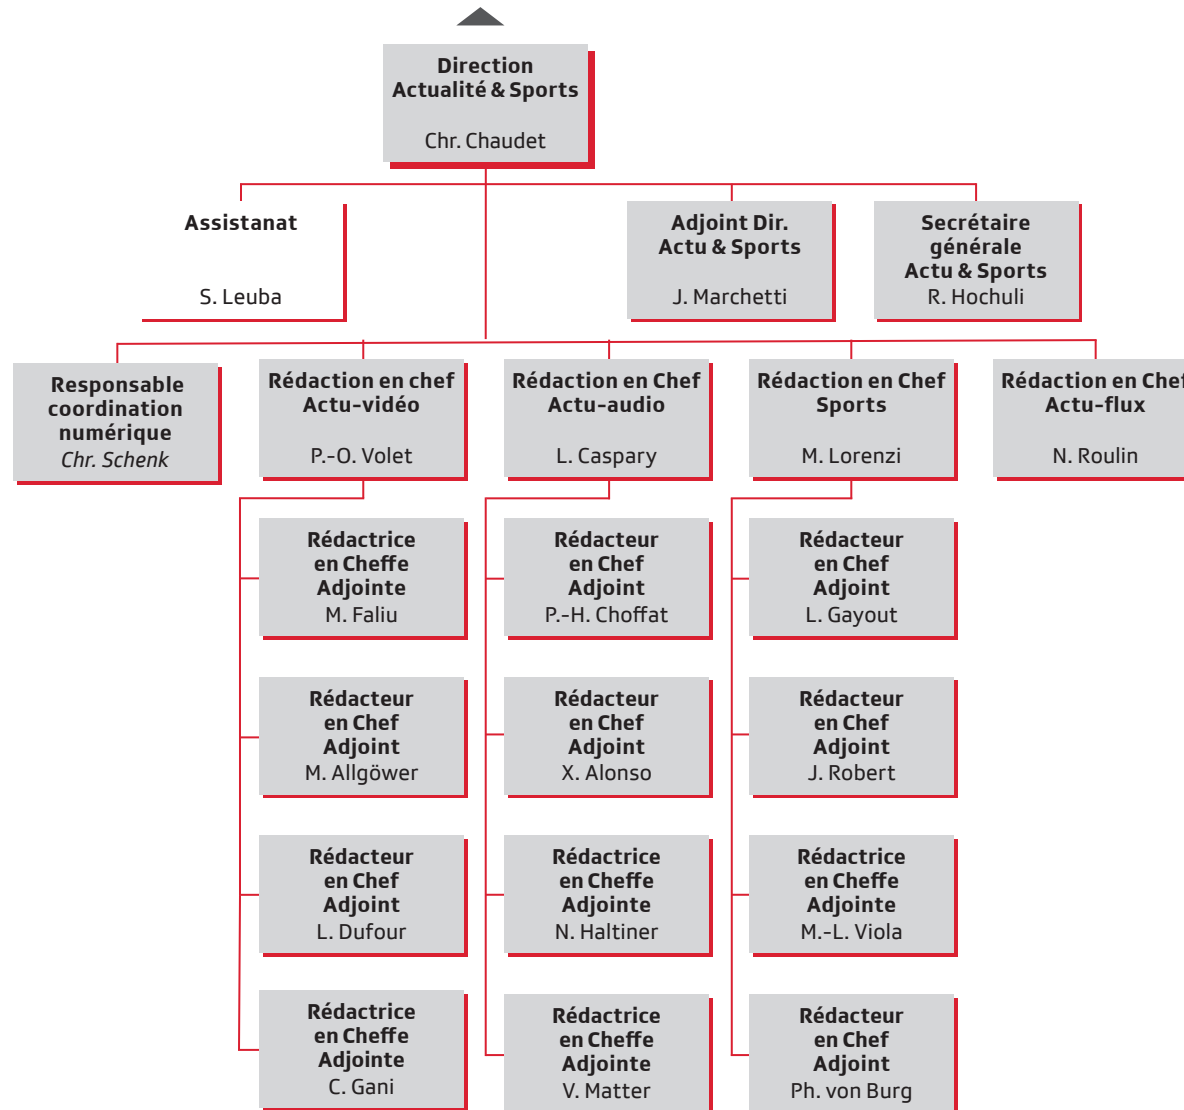 Direction
Actualité & Sports
Chr. Chaudet
Assistanat
S. Leuba
Adjoint Dir.
Actu & Sports
J. Marchetti
Secrétaire
générale
Actu & Sports
R. Hochuli
Responsable
coordination
numérique
Chr. Schenk
Rédaction en chef
Actu-vidéo
P.-O. Volet
Rédaction en Chef
Actu-audio
L. Caspary
Rédaction en Chef
Sports
M. Lorenzi
Rédaction en Chef
Actu-flux
N. Roulin
Rédactrice
en Cheffe
Adjointe
M. Faliu
Rédacteur
en Chef
Adjoint
P.-H. Choffat
Rédacteur
en Chef
Adjoint
L. Gayout
Rédacteur
en Chef
Adjoint
M. Allgöwer
Rédacteur
en Chef
Adjoint
X. Alonso
Rédacteur
en Chef
Adjoint
J. Robert
Rédacteur
en Chef
Adjoint
L. Dufour
Rédactrice
en Cheffe
Adjointe
N. Haltiner
Rédactrice
en Cheffe
Adjointe
M.-L. Viola
Rédactrice
en Cheffe
Adjointe
C. Gani
Rédactrice
en Cheffe
Adjointe
V. Matter
Rédacteur
en Chef
Adjoint
Ph. von Burg